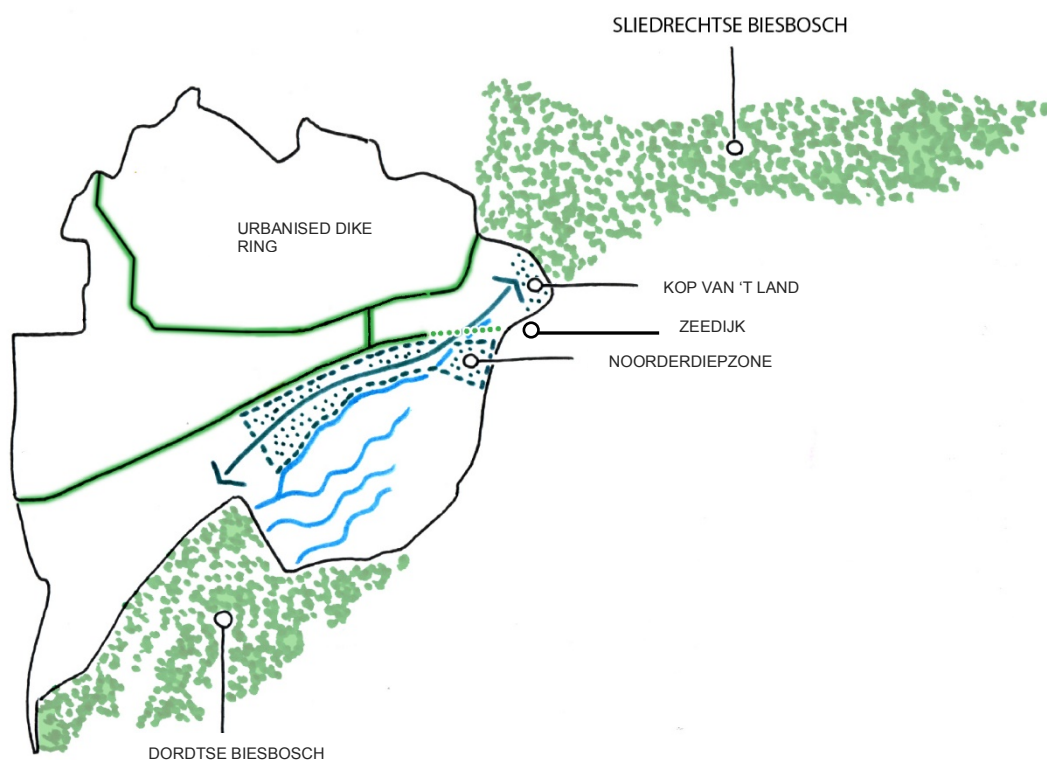 SLIEDRECHTSE BIESBOSCH
URBANISED DIKE
RING
KOP VAN ‘T LAND
ZEEDIJK
NOORDERDIEPZONE
DORDTSE BIESBOSCH